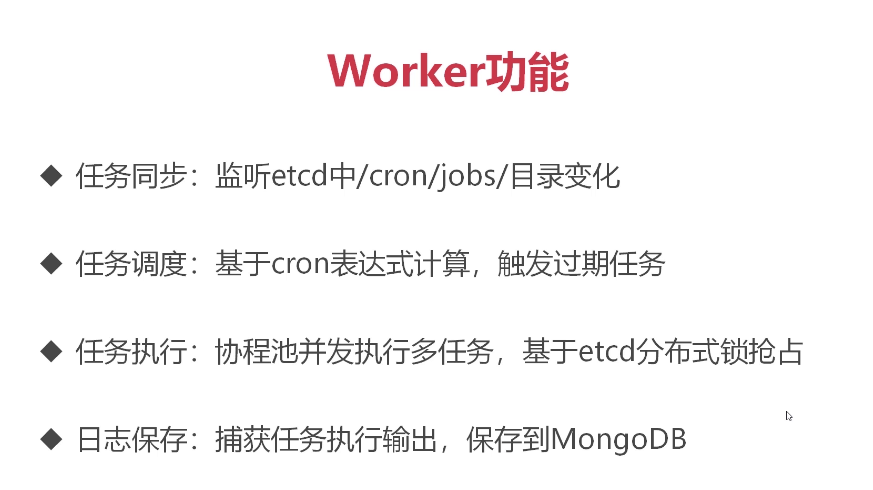 Worker功能
◆ 任务同步：监听etcd中/cron/jobs/目录变化
◆ 任务调度：基于cron表达式计算，触发过期任务
◆ 任务执行：协程池并发执行多任务，基于etcd分布式锁抢占
◆ 日志保存：捕获任务执行输出，保存到MongoDB